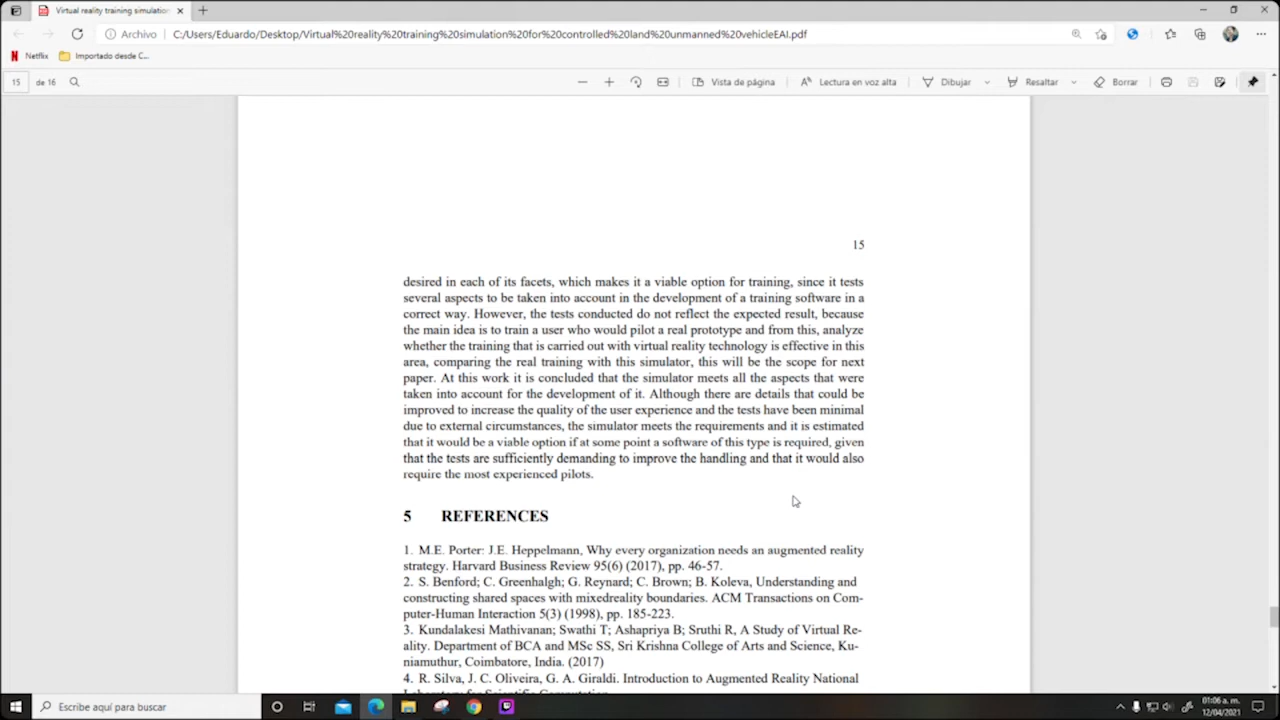 Virtual reality training simulation
Archivo C:/Users/Eduardo/Desktop/Virtual%20reality%20training%20simulation%20for%20controlled%20land%20unmanned%20vehicleEAI.pdf
Netflix Importado desde C...
15 de 16 Vista de página Lectura en voz alta Dibujar Resaltar Borrar
15
desired in each of its facets, which makes it a viable option for training, since it tests
several aspects to be taken into account in the development of a training software in a
correct way. However, the tests conducted do not reflect the expected result, because
the main idea is to train a user who would pilot a real prototype and from this, analyze
whether the training that is carried out with virtual reality technology is effective in this
area, comparing the real training with this simulator, this will be the scope for next
paper. At this work it is concluded that the simulator meets all the aspects that were
taken into account for the development of it. Although there are details that could be
improved to increase the quality of the user experience and the tests have been minimal
due to external circumstances, the simulator meets the requirements and it is estimated
that it would be a viable option if at some point a software of this type is required, given
that the tests are sufficiently demanding to improve the handling and that it would also
require the most experienced pilots.
5 REFERENCES
1. M.E. Porter: J.E. Heppelmann, Why every organization needs an augmented reality
strategy. Harvard Business Review 95(6) (2017), pp. 46-57.
2. S. Benford; C. Greenhalgh; G. Reynard; C. Brown; B. Koleva, Understanding and
constructing shared spaces with mixedreality boundaries. ACM Transactions on Com-
puter-Human Interaction 5(3) (1998), pp. 185-223.
3. Kundalakesi Mathivanan; Swathi T; Ashapriya B; Sruthi R, A Study of Virtual Re-
ality. Department of BCA and MSc SS, Sri Krishna College of Arts and Science, Ku-
niamuthur, Coimbatore, India. (2017)
4. R. Silva, J. C. Oliveira, G. A. Giraldi. Introduction to Augmented Reality National
Escribe aquí para buscar
01:06 a. m.
12/04/2021